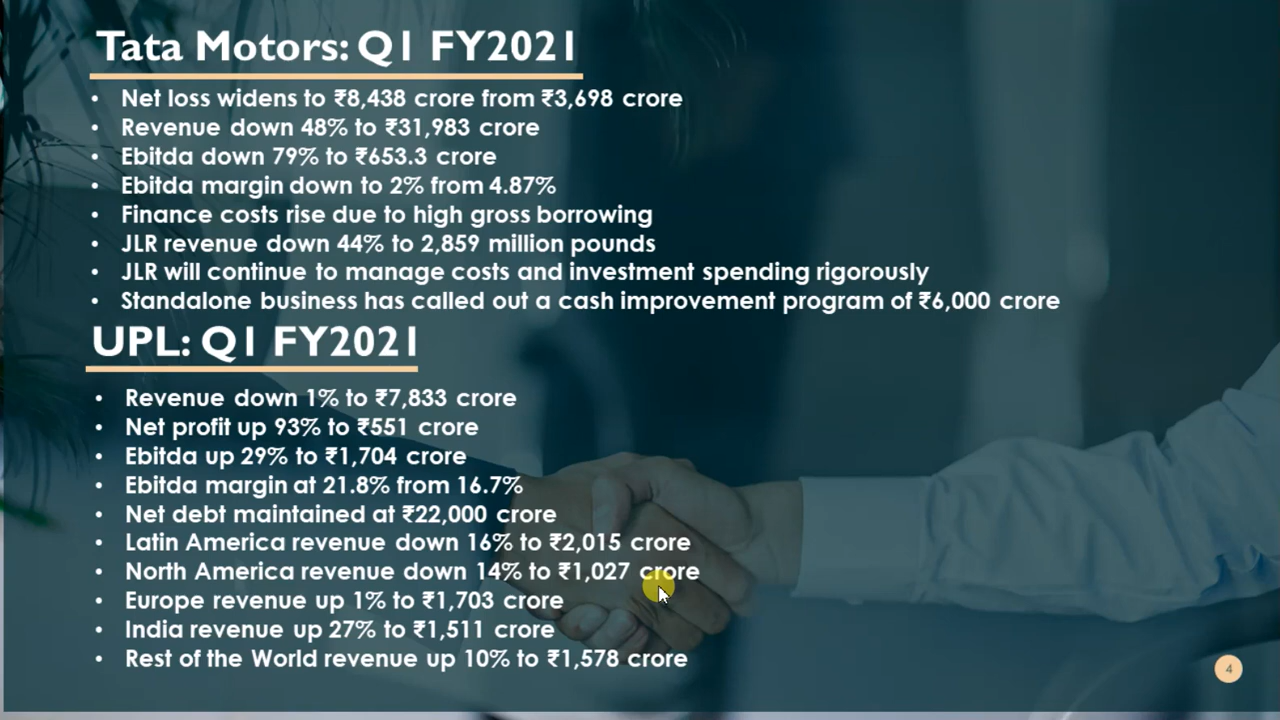 Tata Motors: Q1 FY2021
• Net loss widens to ₹8,438 crore from ₹3,698 crore
• Revenue down 48% to ₹31,983 crore
• Ebitda down 79% to ₹653.3 crore
• Ebitda margin down to 2% from 4.87%
• Finance costs rise due to high gross borrowing
• JLR revenue down 44% to 2,859 million pounds
• JLR will continue to manage costs and investment spending rigorously
• Standalone business has called out a cash improvement program of ₹6,000 crore
UPL: Q1 FY2021
• Revenue down 1% to ₹7,833 crore
• Net profit up 93% to ₹551 crore
• Ebitda up 29% to ₹1,704 crore
• Ebitda margin at 21.8% from 16.7%
• Net debt maintained at ₹22,000 crore
• Latin America revenue down 16% to ₹2,015 crore
• North America revenue down 14% to ₹1,027 crore
• Europe revenue up 1% to ₹1,703 crore
• India revenue up 27% to ₹1,511 crore
• Rest of the World revenue up 10% to ₹1,578 crore
4